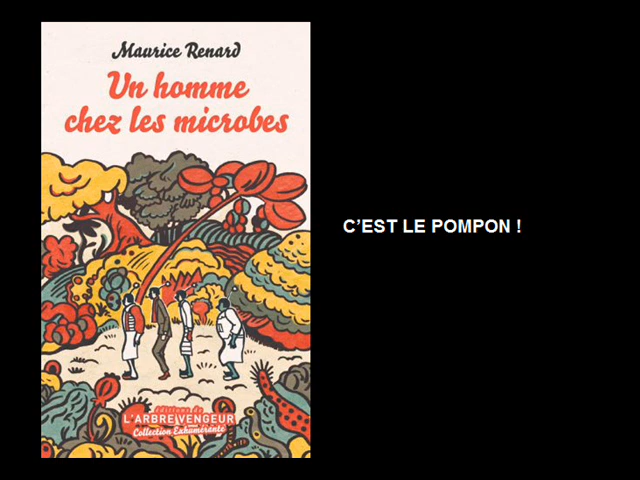 Maurice Renard
Un homme
chez les microbes
C'EST LE POMPON !
éditions de
L'ARBRE VENGEUR
Collection Exhumérante